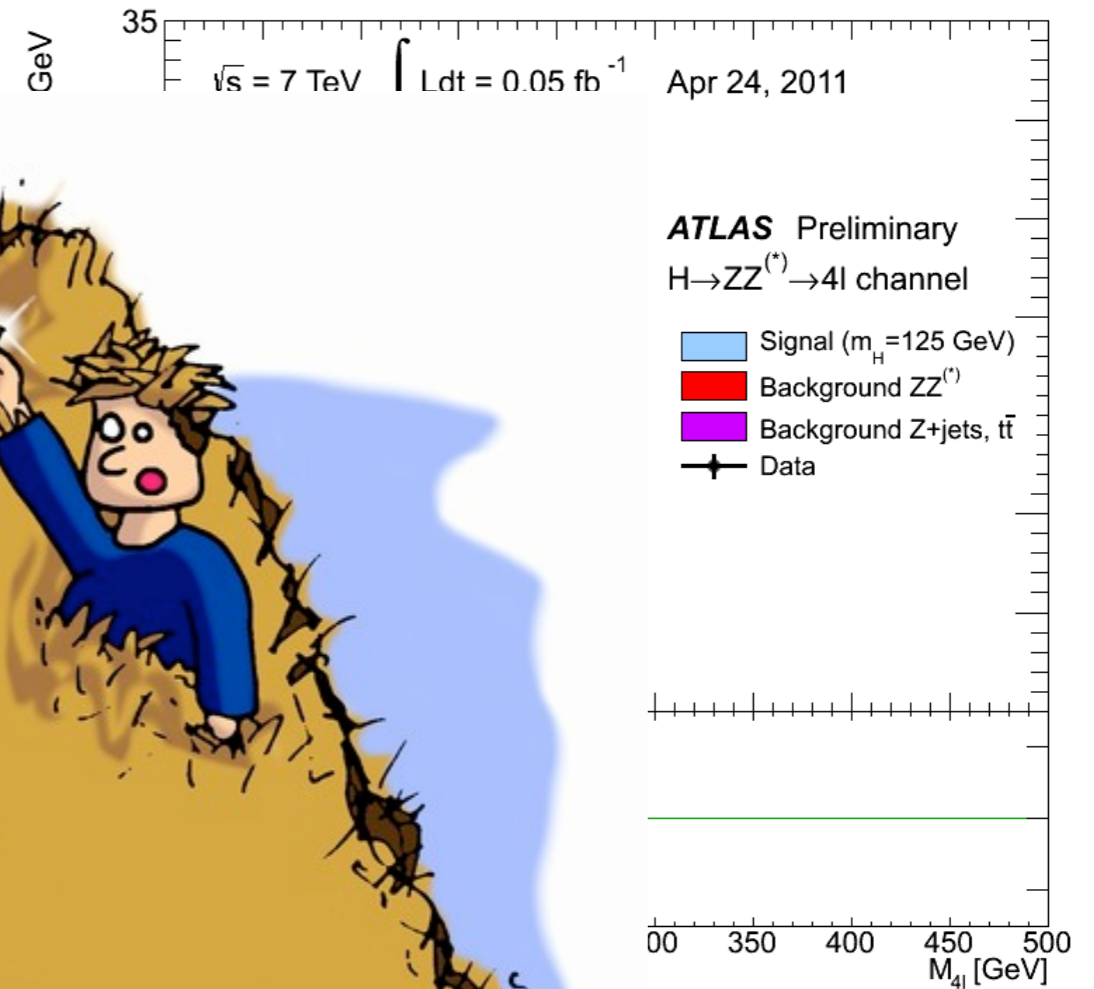 35
GeV
√s = 7 TeV ∫ Ldt = 0.05 fb⁻¹ Apr 24, 2011
ATLAS Preliminary
H→ZZ⁽*⁾→4l channel
Signal (m_H=125 GeV)
Background ZZ⁽*⁾
Background Z+jets, tt̄
Data
00 350 400 450 500
M₄ₗ [GeV]